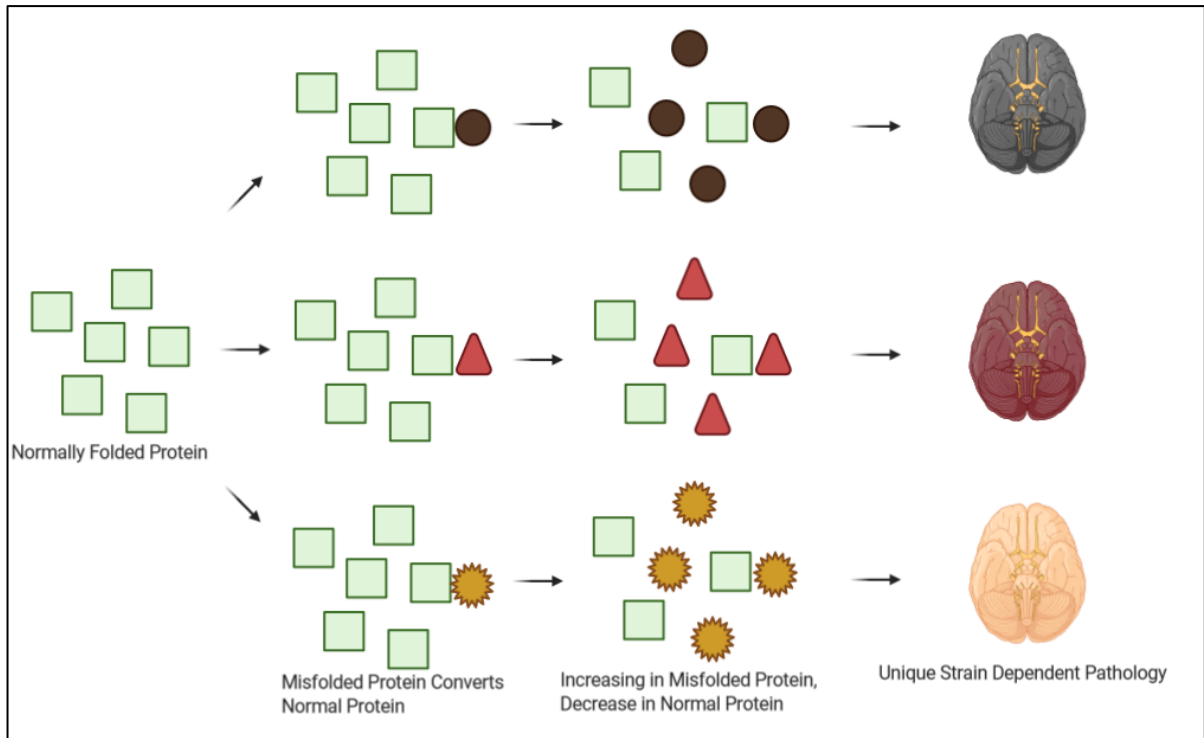 Normally Folded Protein
Misfolded Protein Converts
Normal Protein
Increasing in Misfolded Protein,
Decrease in Normal Protein
Unique Strain Dependent Pathology